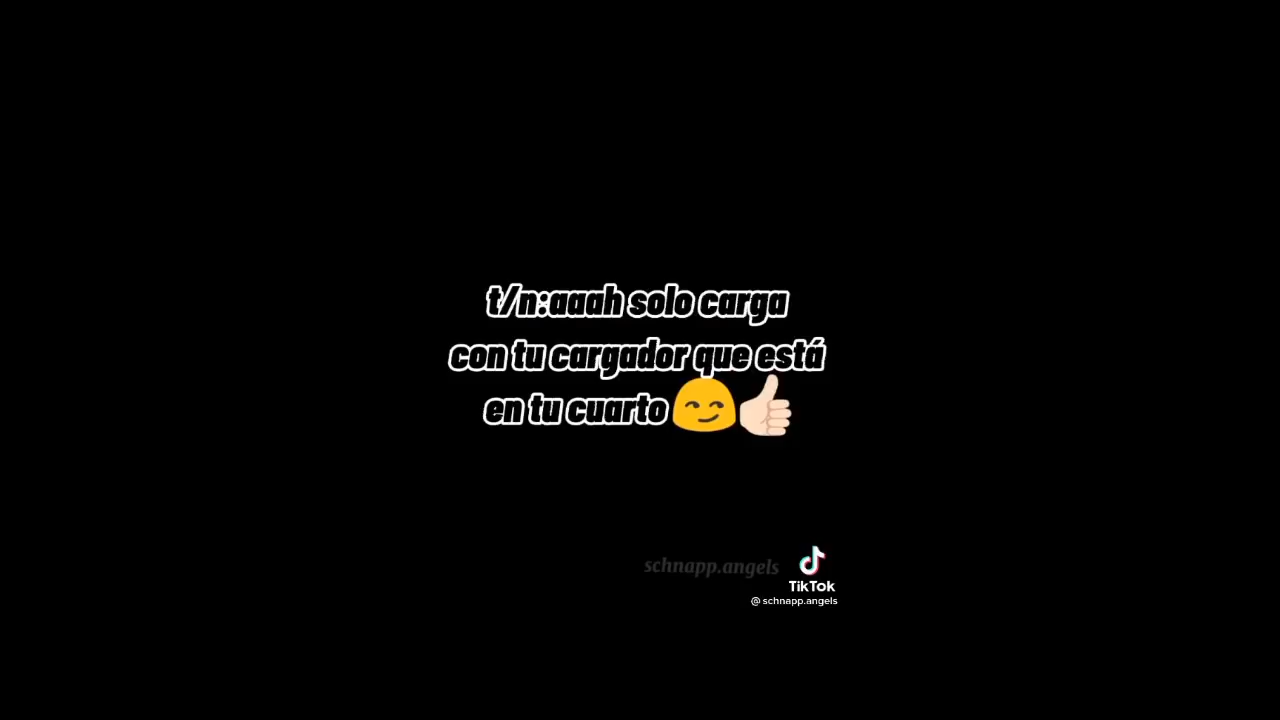 t/n:aaah solo carga
con tu cargador que está
en tu cuarto 😏👍🏻
schnapp.angels
TikTok
@ schnapp.angels